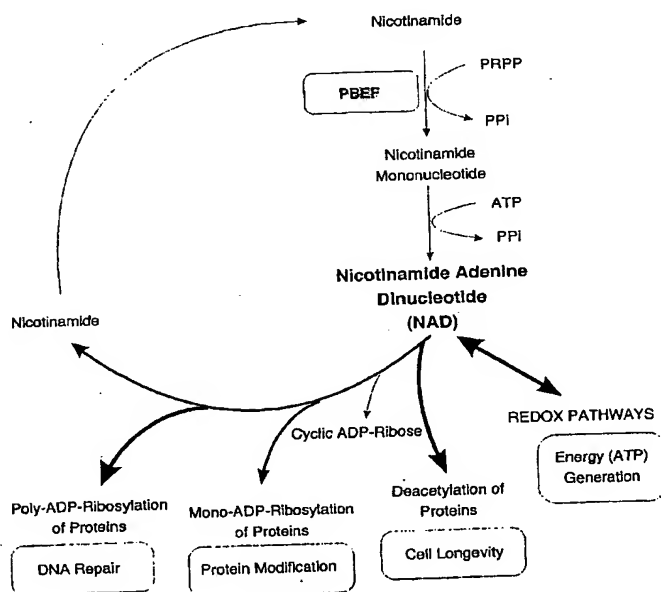 Nicotinamide
PBEF
PRPP
PPi
Nicotinamide
Mononucleotide
ATP
PPi
Nicotinamide Adenine
Dinucleotide
(NAD)
Nicotinamide
REDOX PATHWAYS
Energy (ATP)
Generation
Cyclic ADP-Ribose
Poly-ADP-Ribosylation
of Proteins
DNA Repair
Mono-ADP-Ribosylation
of Proteins
Protein Modification
Deacetylation of
Proteins
Cell Longevity